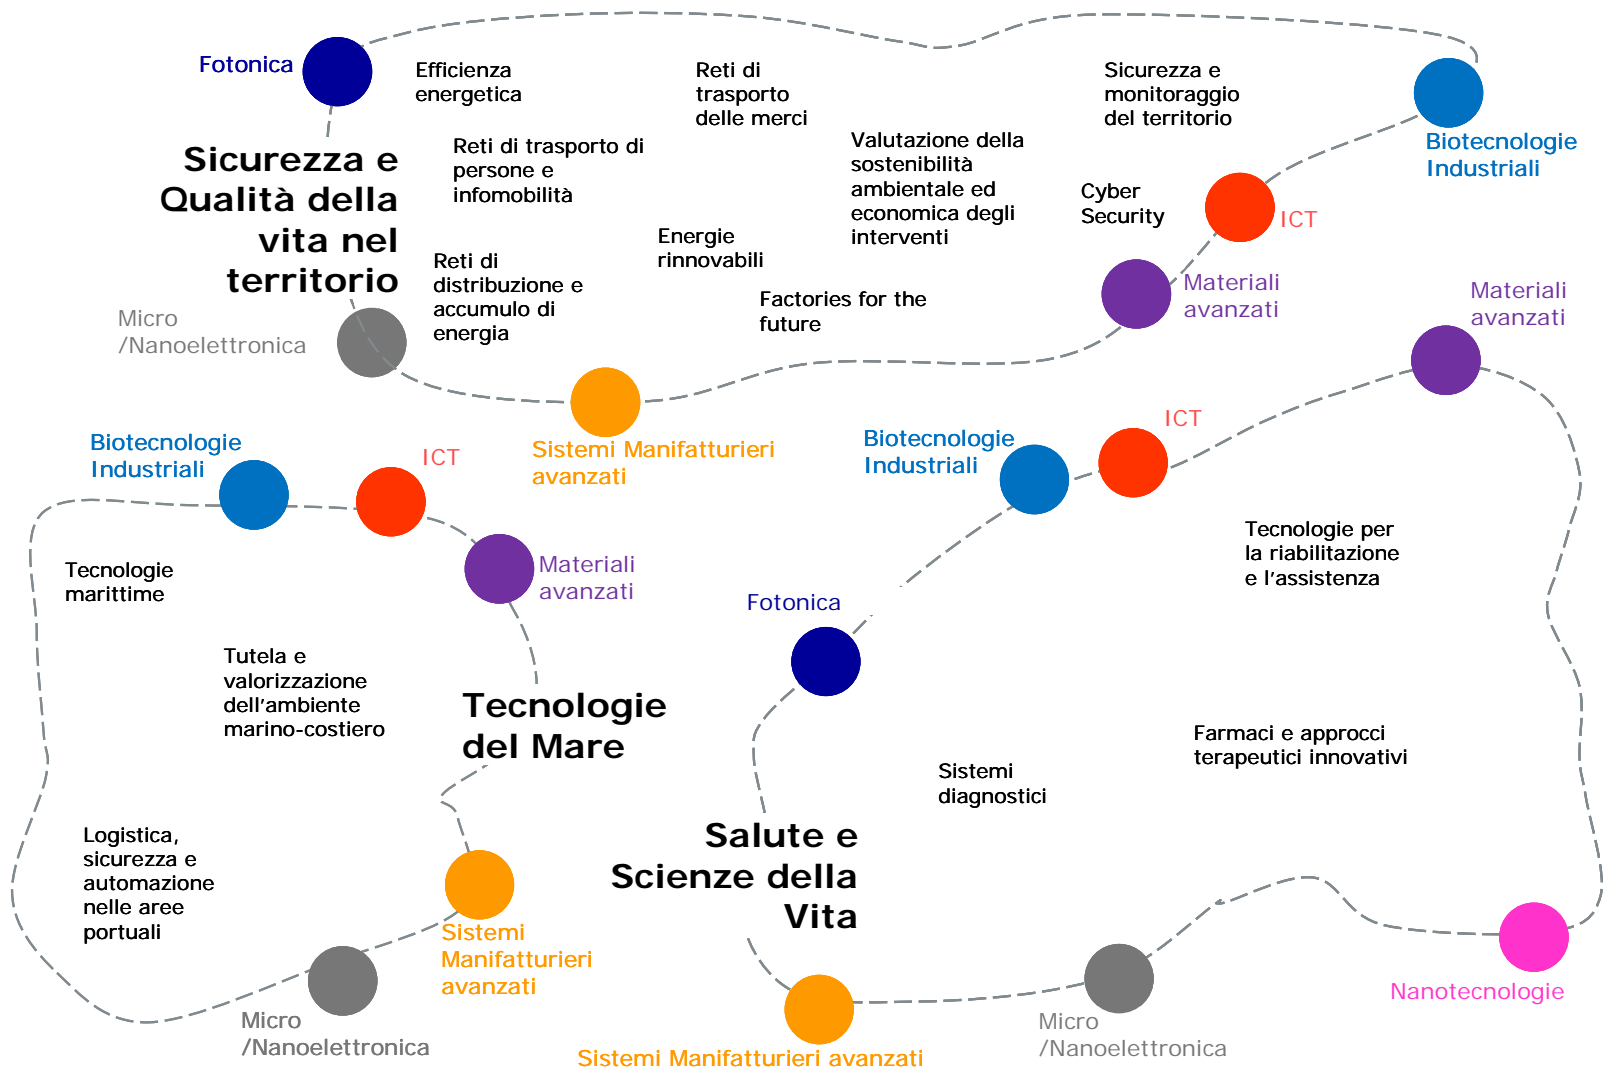 Fotonica
Efficienza
energetica
Reti di
trasporto
delle merci
Sicurezza e
monitoraggio
del territorio
Biotecnologie
Industriali
Sicurezza e
Qualità della
vita nel
territorio
Reti di trasporto di
persone e
infomobilità
Valutazione della
sostenibilità
ambientale ed
economica degli
interventi
Cyber
Security
ICT
Energie
rinnovabili
Reti di
distribuzione e
accumulo di
energia
Factories for the
future
Materiali
avanzati
Micro
/Nanoelettronica
Sistemi Manifatturieri
avanzati
Biotecnologie
Industriali
ICT
Materiali
avanzati
Tecnologie
marittime
Tutela e
valorizzazione
dell'ambiente
marino-costiero
Tecnologie
del Mare
Logistica,
sicurezza e
automazione
nelle aree
portuali
Sistemi
Manifatturieri
avanzati
Micro
/Nanoelettronica
Materiali
avanzati
ICT
Biotecnologie
Industriali
Fotonica
Tecnologie per
la riabilitazione
e l'assistenza
Farmaci e approcci
terapeutici innovativi
Sistemi
diagnostici
Salute e
Scienze della
Vita
Nanotecnologie
Micro
/Nanoelettronica
Sistemi Manifatturieri avanzati